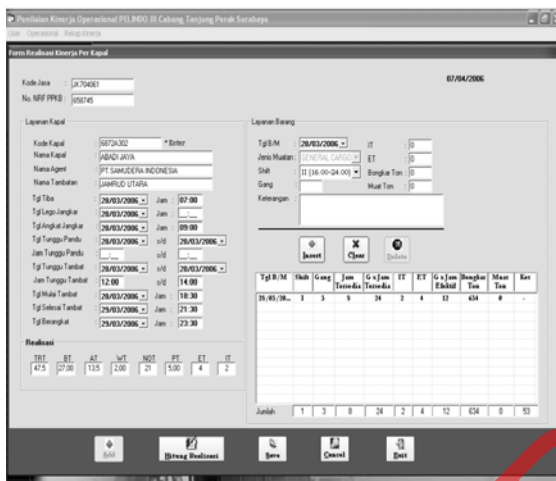 Penilaian Kinerja Operasional PELINDO III Cabang Tanjung Perak Surabaya
User Operasional Rekap Kinerja
Form Realisasi Kinerja Per Kapal
07/04/2006
Kode Jasa : JK704061
No. NRF PPKB : 658745
Layanan Kapal
Kode Kapal : 6872A302 * Enter
Nama Kapal : ABADI JAYA
Nama Agent : PT.SAMUDERA INDONESIA
Nama Tambatan : JAMRUD UTARA
Tgl Tiba : 28/03/2006 Jam : 07:00
Tgl Lego Jangkar : 28/03/2006 Jam : __:__
Tgl Angkat Jangkar : 28/03/2006 Jam : 09:00
Tgl Tunggu Pandu : 28/03/2006 s/d 28/03/2006
Jam Tunggu Pandu : __:__ s/d __:__
Tgl Tunggu Tambat : 28/03/2006 s/d 28/03/2006
Jam Tunggu Tambat : 12:00 s/d 14:00
Tgl Mulai Tambat : 28/03/2006 Jam : 18:30
Tgl Selesai Tambat : 29/03/2006 Jam : 21:30
Tgl Berangkat : 29/03/2006 Jam : 23:30
Realisasi
TRT BT AT WT NOT PT ET IT
47,5 27,00 13,5 2,00 21 5,00 4 2
Layanan Barang
Tgl B/M : 28/03/2006 IT : 0
Jenis Muatan : GENERAL CARGO ET : 0
Shift : II [16.00-24.00] Bongkar Ton : 0
Gang : Muat Ton : 0
Keterangan :
Insert Clear Delete
Tgl B/M Shift Gang Jam Tersedia G x Jam Tersedia IT ET G x Jam Efektif Bongkar Ton Muat Ton Ket
I 3 24 2 4 12 634 0 -
Jumlah 1 3 8 24 2 4 12 634 0 53
Add Hitung Realisasi Save Cancel Exit